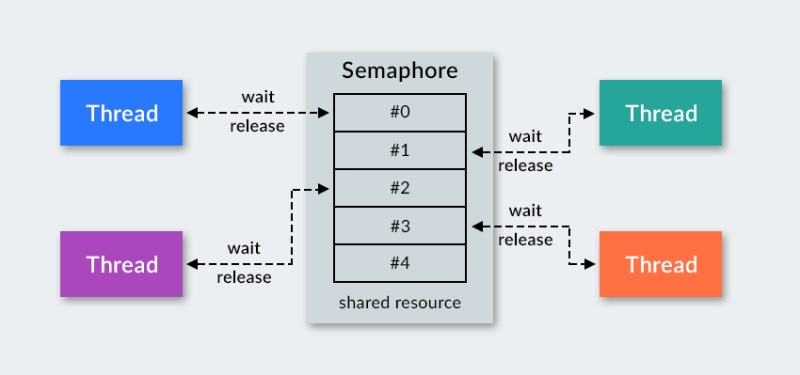 Semaphore
Thread
wait
release
#0
#1
#2
#3
#4
shared resource
wait
release
Thread
Thread
wait
release
wait
release
Thread